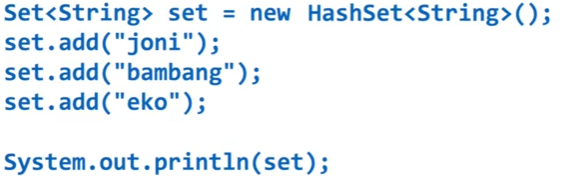 Set<String> set = new HashSet<String>();
set.add("joni");
set.add("bambang");
set.add("eko");
System.out.println(set);